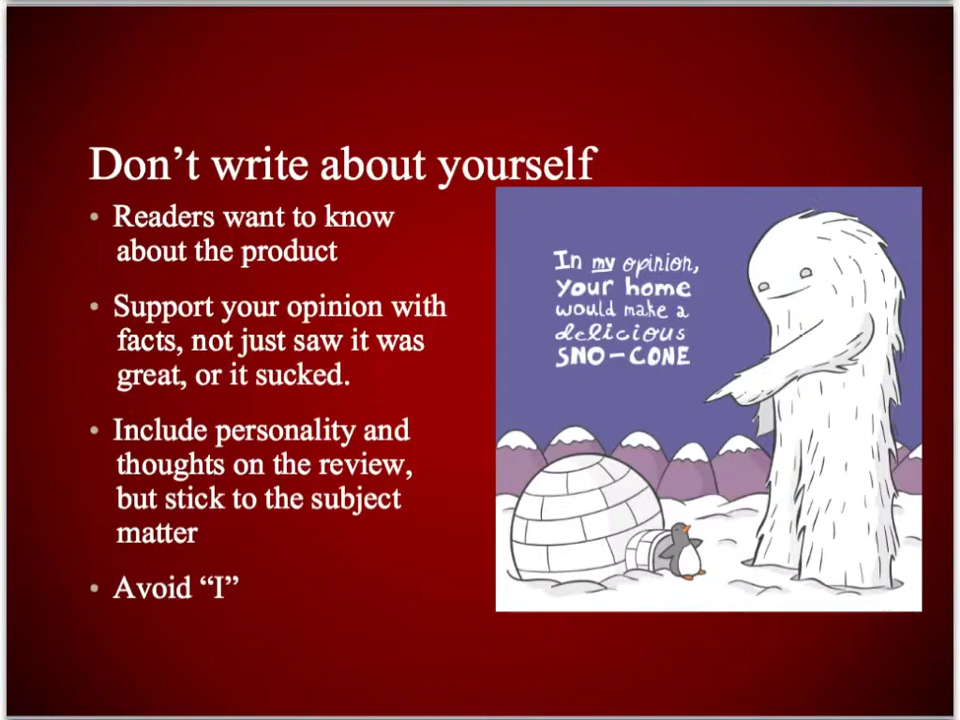 Don't write about yourself
• Readers want to know
about the product
• Support your opinion with
facts, not just saw it was
great, or it sucked.
• Include personality and
thoughts on the review,
but stick to the subject
matter
• Avoid “I”
In my opinion,
your home
would make a
delicious
SNO-CONE